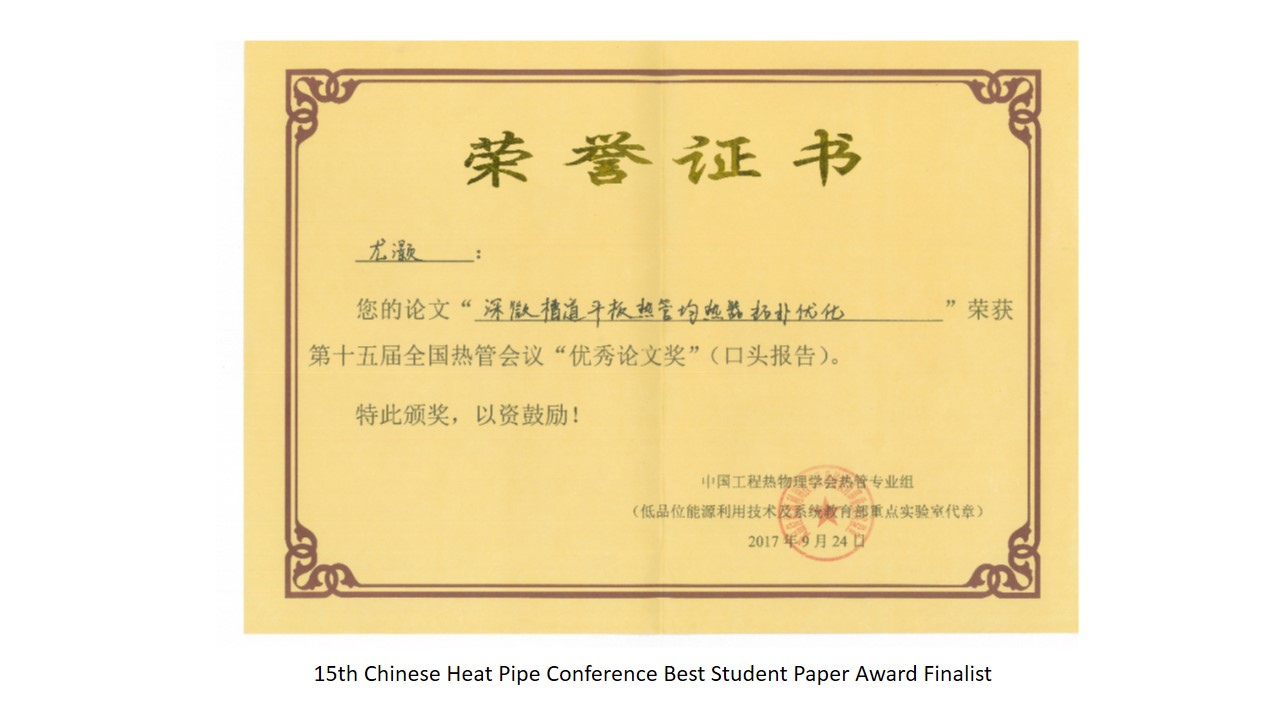 荣誉证书
尤灏：
您的论文“深微槽道平板热管均热器拓扑优化”荣获
第十五届全国热管会议“优秀论文奖”（口头报告）。
特此颁奖，以资鼓励！
中国工程热物理学会热管专业组
（低品位能源利用技术及系统教育部重点实验室代章）
2017年9月24日
15th Chinese Heat Pipe Conference Best Student Paper Award Finalist